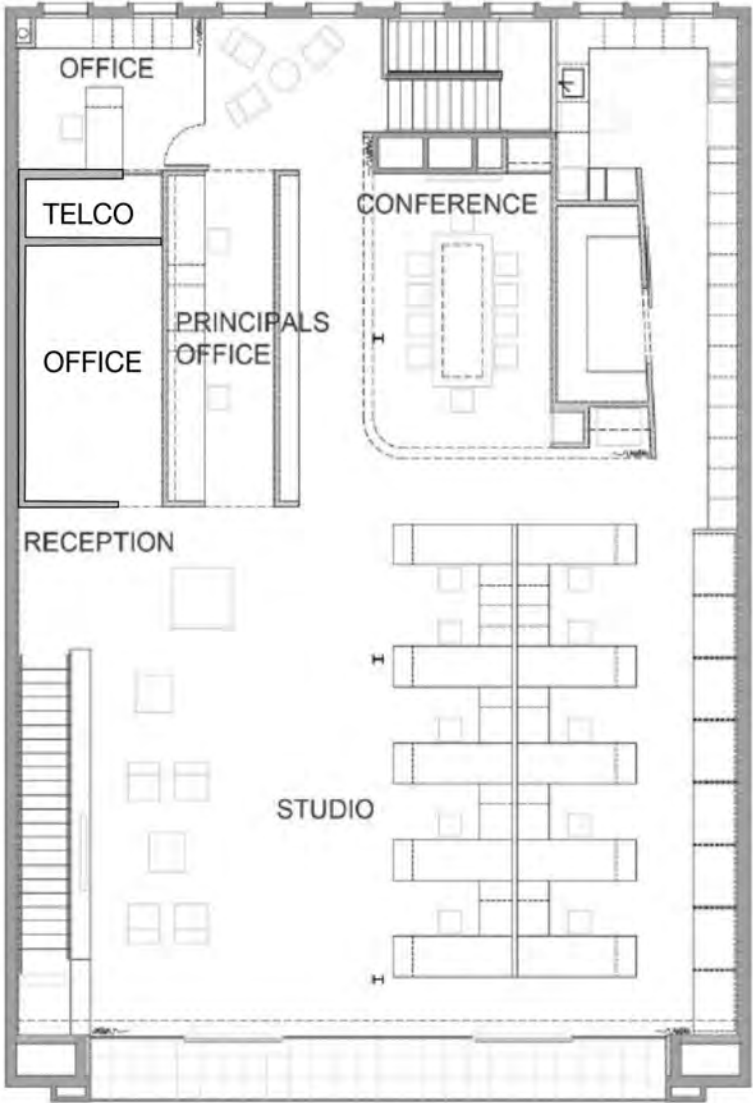 OFFICE
TELCO
CONFERENCE
PRINCIPALS
OFFICE
OFFICE
RECEPTION
STUDIO